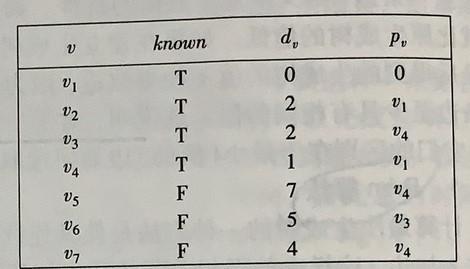 v known d_v p_v
v_1 T 0 0
v_2 T 2 v_1
v_3 T 2 v_4
v_4 T 1 v_1
v_5 F 7 v_4
v_6 F 5 v_3
v_7 F 4 v_4